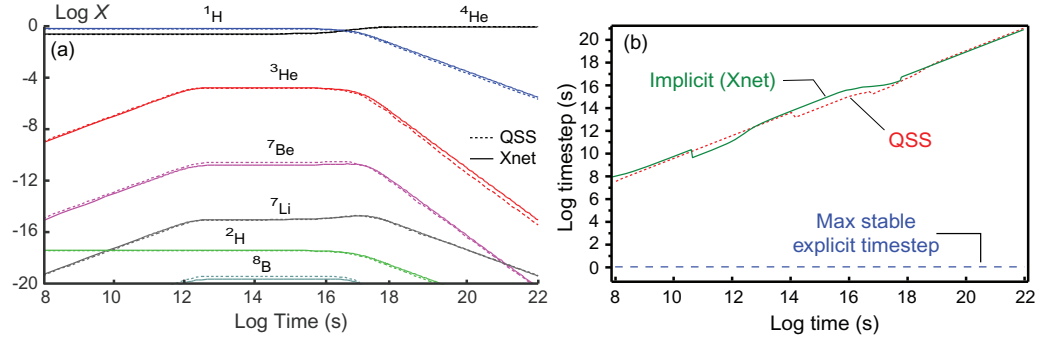 Log X
¹H
⁴He
0
(a)
³He
-4
QSS
Xnet
-8
⁷Be
-12
⁷Li
-16
²H
⁸B
-20
8 10 12 14 16 18 20 22
Log Time (s)
(b)
Log timestep (s)
20
18
16
14
12
10
8
6
4
2
0
Implicit (Xnet)
QSS
Max stable
explicit timestep
8 10 12 14 16 18 20 22
Log time (s)